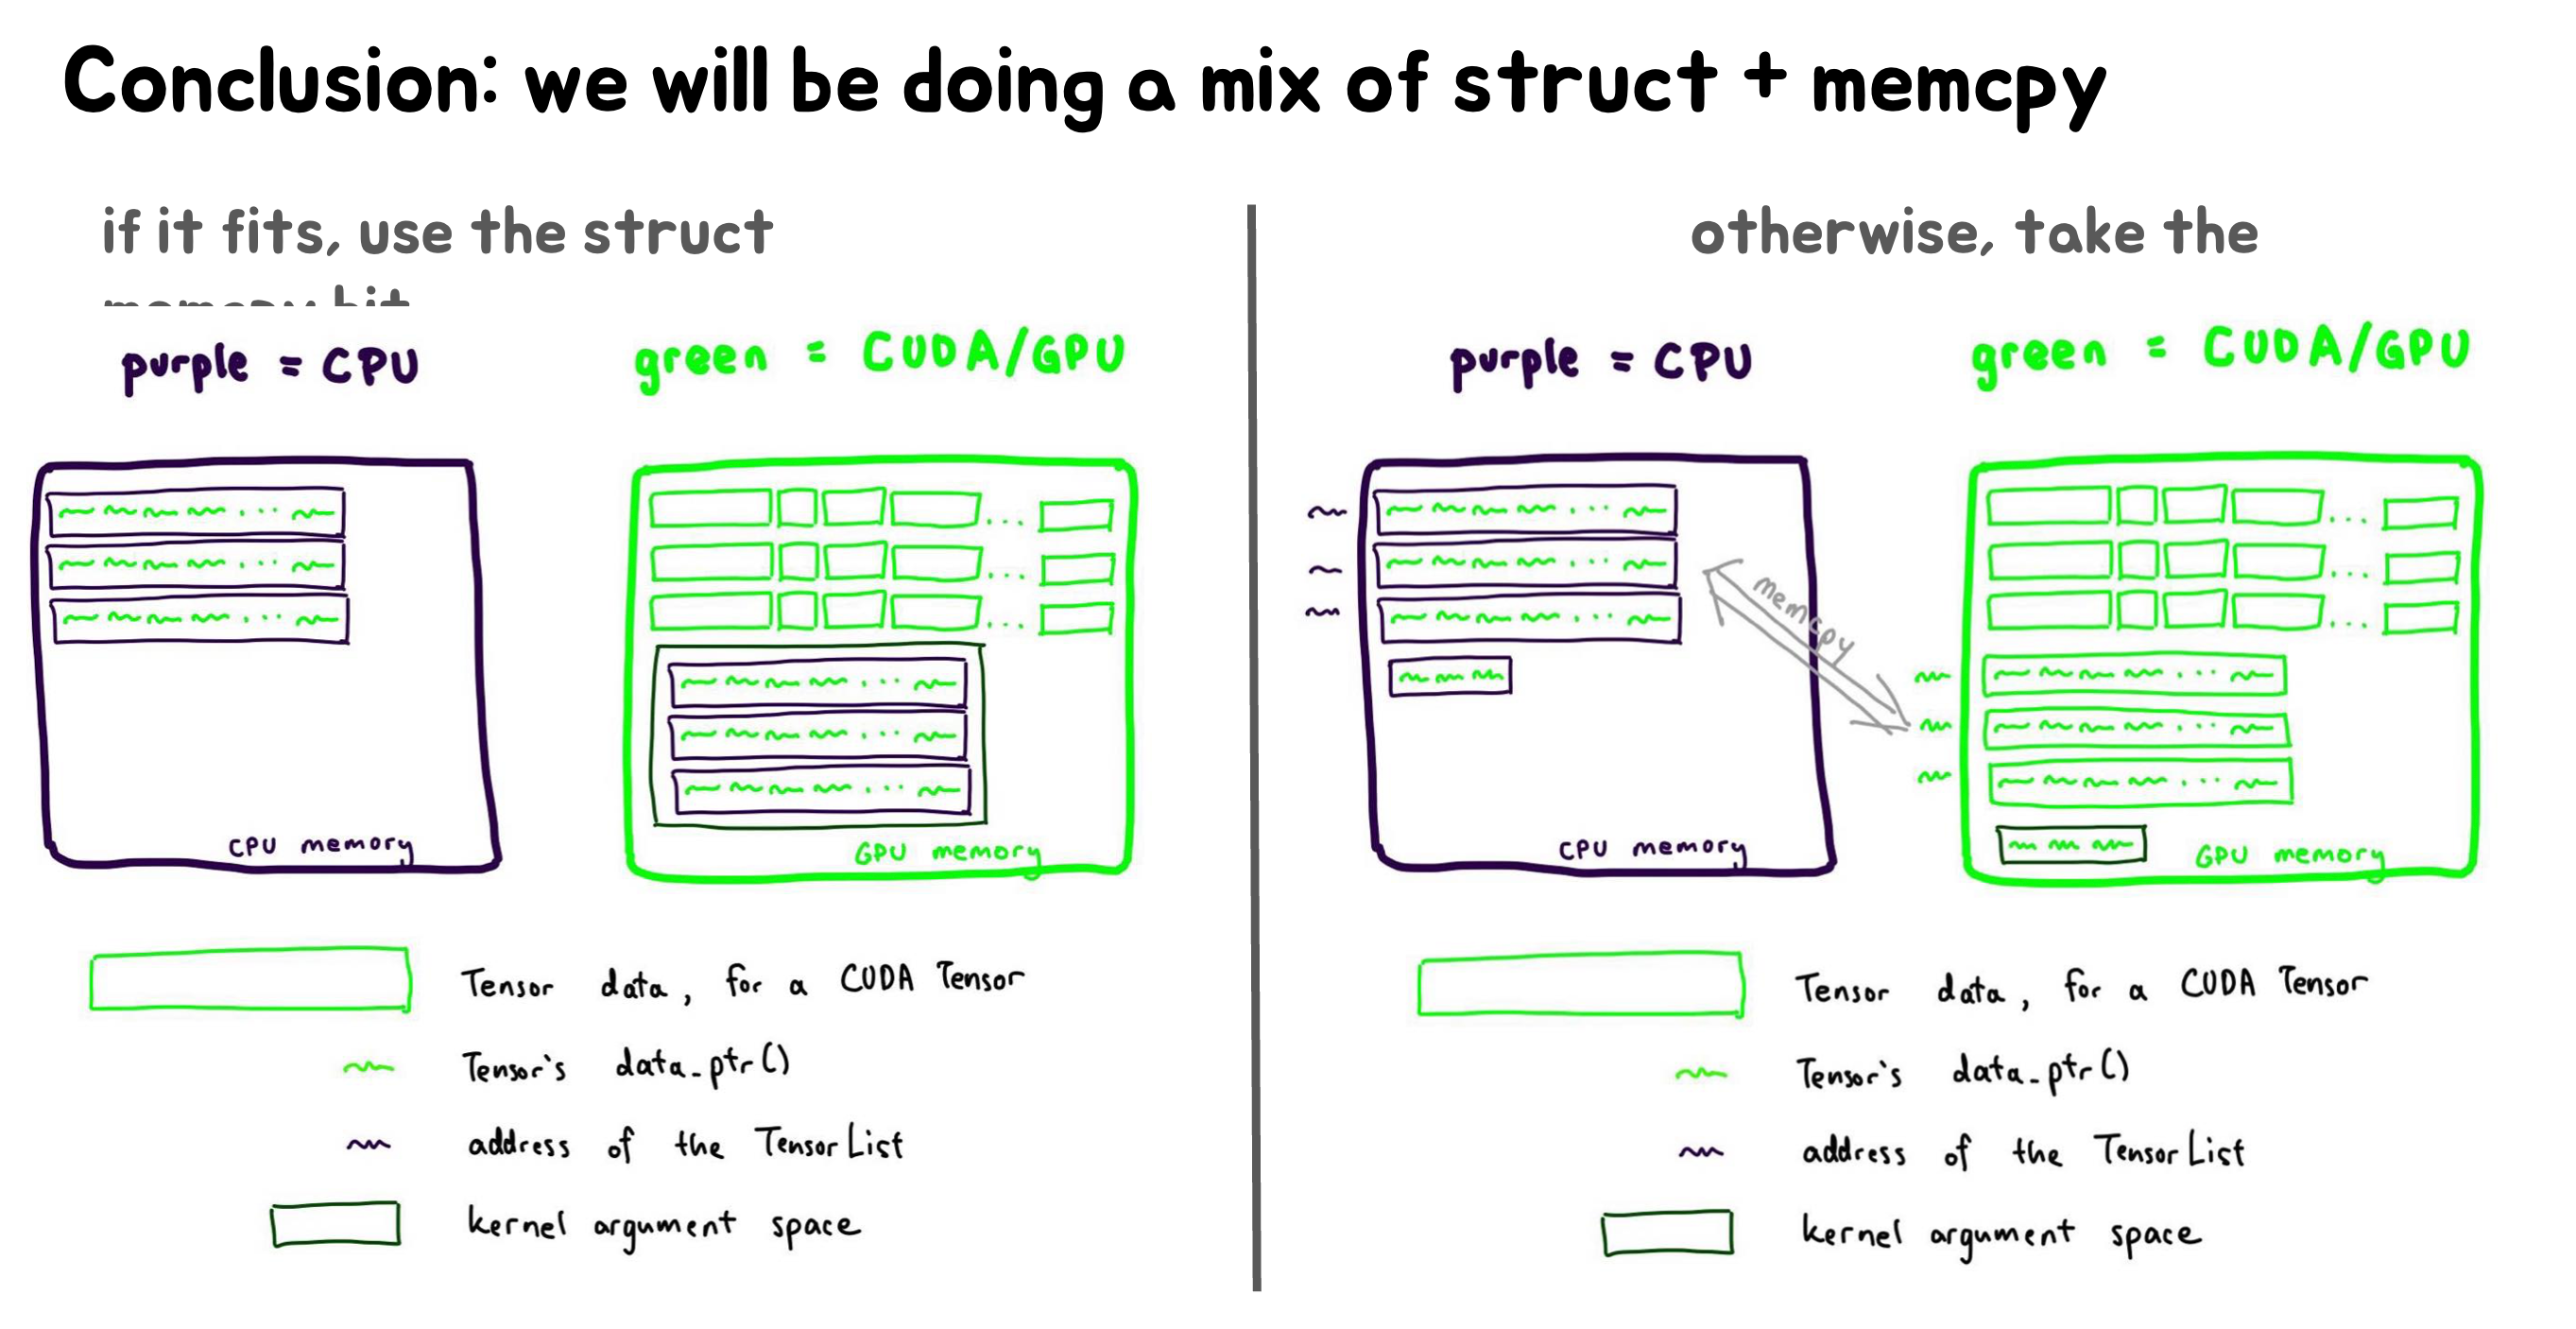 Conclusion: we will be doing a mix of struct + memcpy
if it fits, use the struct
memcpy hit
purple = CPU
green = CUDA/GPU
CPU memory
GPU memory
Tensor data, for a CUDA Tensor
Tensor's data_ptr()
address of the TensorList
kernel argument space
otherwise, take the
purple = CPU
green = CUDA/GPU
memcpy
CPU memory
GPU memory
Tensor data, for a CUDA Tensor
Tensor's data_ptr()
address of the TensorList
kernel argument space